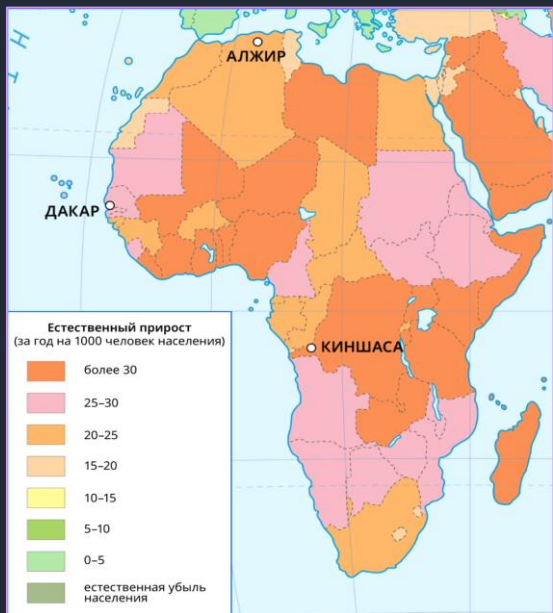 Н Т
АЛЖИР
ДАКАР
КИНШАСА
Естественный прирост
(за год на 1000 человек населения)
более 30
25–30
20–25
15–20
10–15
5–10
0–5
естественная убыль
населения